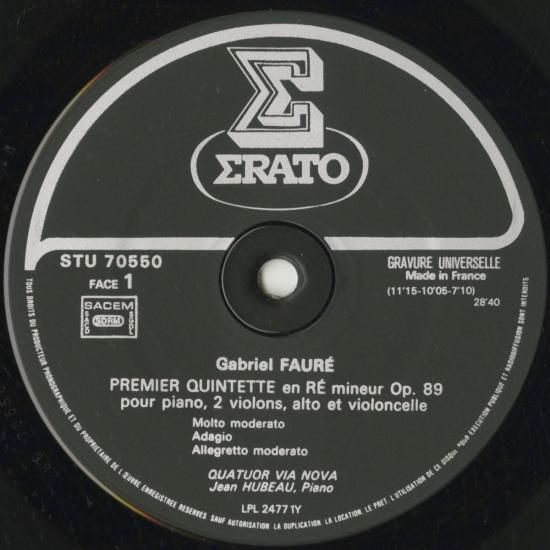 Σ
ΣRATO
STU 70550
FACE 1
SACEM
SACD
SDRM
SGDL
GRAVURE UNIVERSELLE
Made in France
(11'15-10'05-7'10)
28'40
Gabriel FAURÉ
PREMIER QUINTETTE en RÉ mineur Op. 89
pour piano, 2 violons, alto et violoncelle
Molto moderato
Adagio
Allegretto moderato
QUATUOR VIA NOVA
Jean HUBEAU, Piano
LPL 24771Y
TOUS DROITS DU PRODUCTEUR PHONOGRAPHIQUE ET DU PROPRIETAIRE DE L'ŒUVRE ENREGISTREE RESERVES SAUF AUTORISATION LA DUPLICATION. LA LOCATION. LE PRET. L'UTILISATION DE CE DISQUE POUR EXECUTION PUBLIQUE ET RADIODIFFUSION SONT INTERDITS